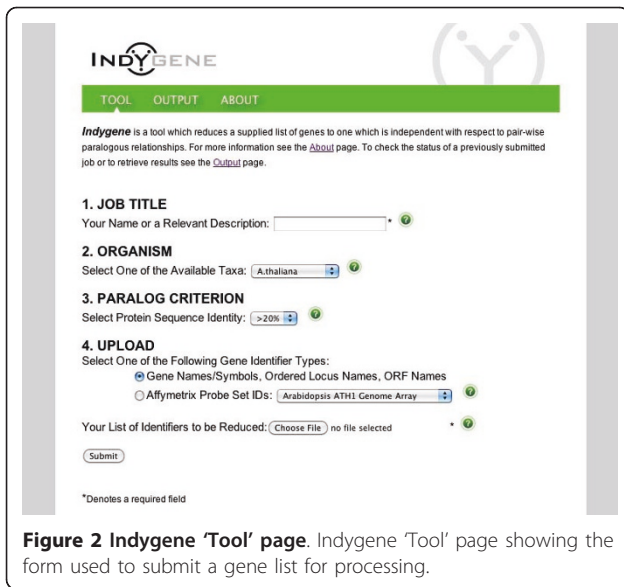 INDYGENE
TOOL OUTPUT ABOUT
Indygene is a tool which reduces a supplied list of genes to one which is independent with respect to pair-wise
paralogous relationships. For more information see the About page. To check the status of a previously submitted
job or to retrieve results see the Output page.
1. JOB TITLE
Your Name or a Relevant Description: * ?
2. ORGANISM
Select One of the Available Taxa: A.thaliana ?
3. PARALOG CRITERION
Select Protein Sequence Identity: >20% ?
4. UPLOAD
Select One of the Following Gene Identifier Types:
Gene Names/Symbols, Ordered Locus Names, ORF Names
Affymetrix Probe Set IDs: Arabidopsis ATH1 Genome Array ?
Your List of Identifiers to be Reduced: Choose File no file selected * ?
Submit
*Denotes a required field
Figure 2 Indygene ‘Tool’ page. Indygene ‘Tool’ page showing the
form used to submit a gene list for processing.